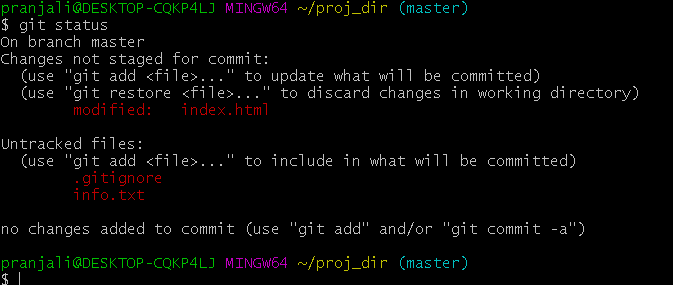 pranjali@DESKTOP-CQKP4LJ MINGW64 ~/proj_dir (master)
$ git status
On branch master
Changes not staged for commit:
  (use "git add <file>..." to update what will be committed)
  (use "git restore <file>..." to discard changes in working directory)
        modified:   index.html

Untracked files:
  (use "git add <file>..." to include in what will be committed)
        .gitignore
        info.txt

no changes added to commit (use "git add" and/or "git commit -a")

pranjali@DESKTOP-CQKP4LJ MINGW64 ~/proj_dir (master)
$